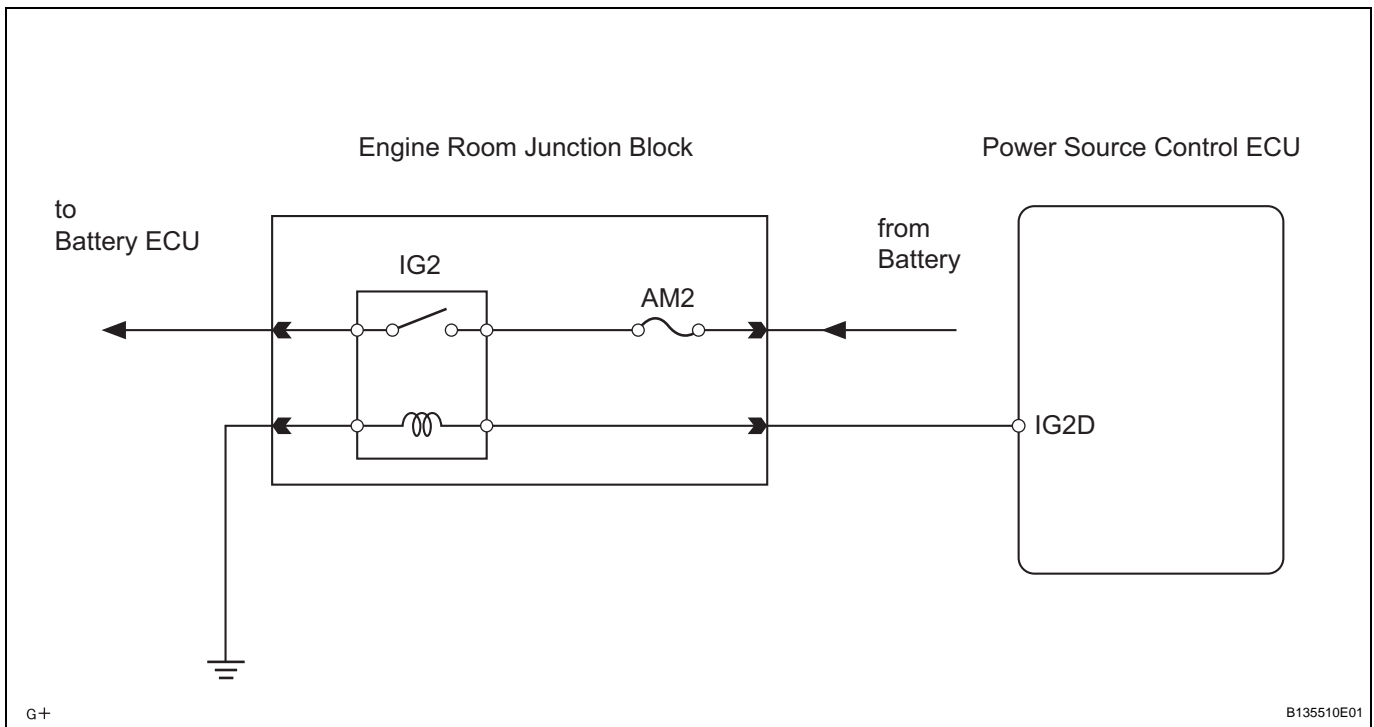 Engine Room Junction Block
Power Source Control ECU
to
Battery ECU
from
Battery
IG2
AM2
IG2D
G+
B135510E01